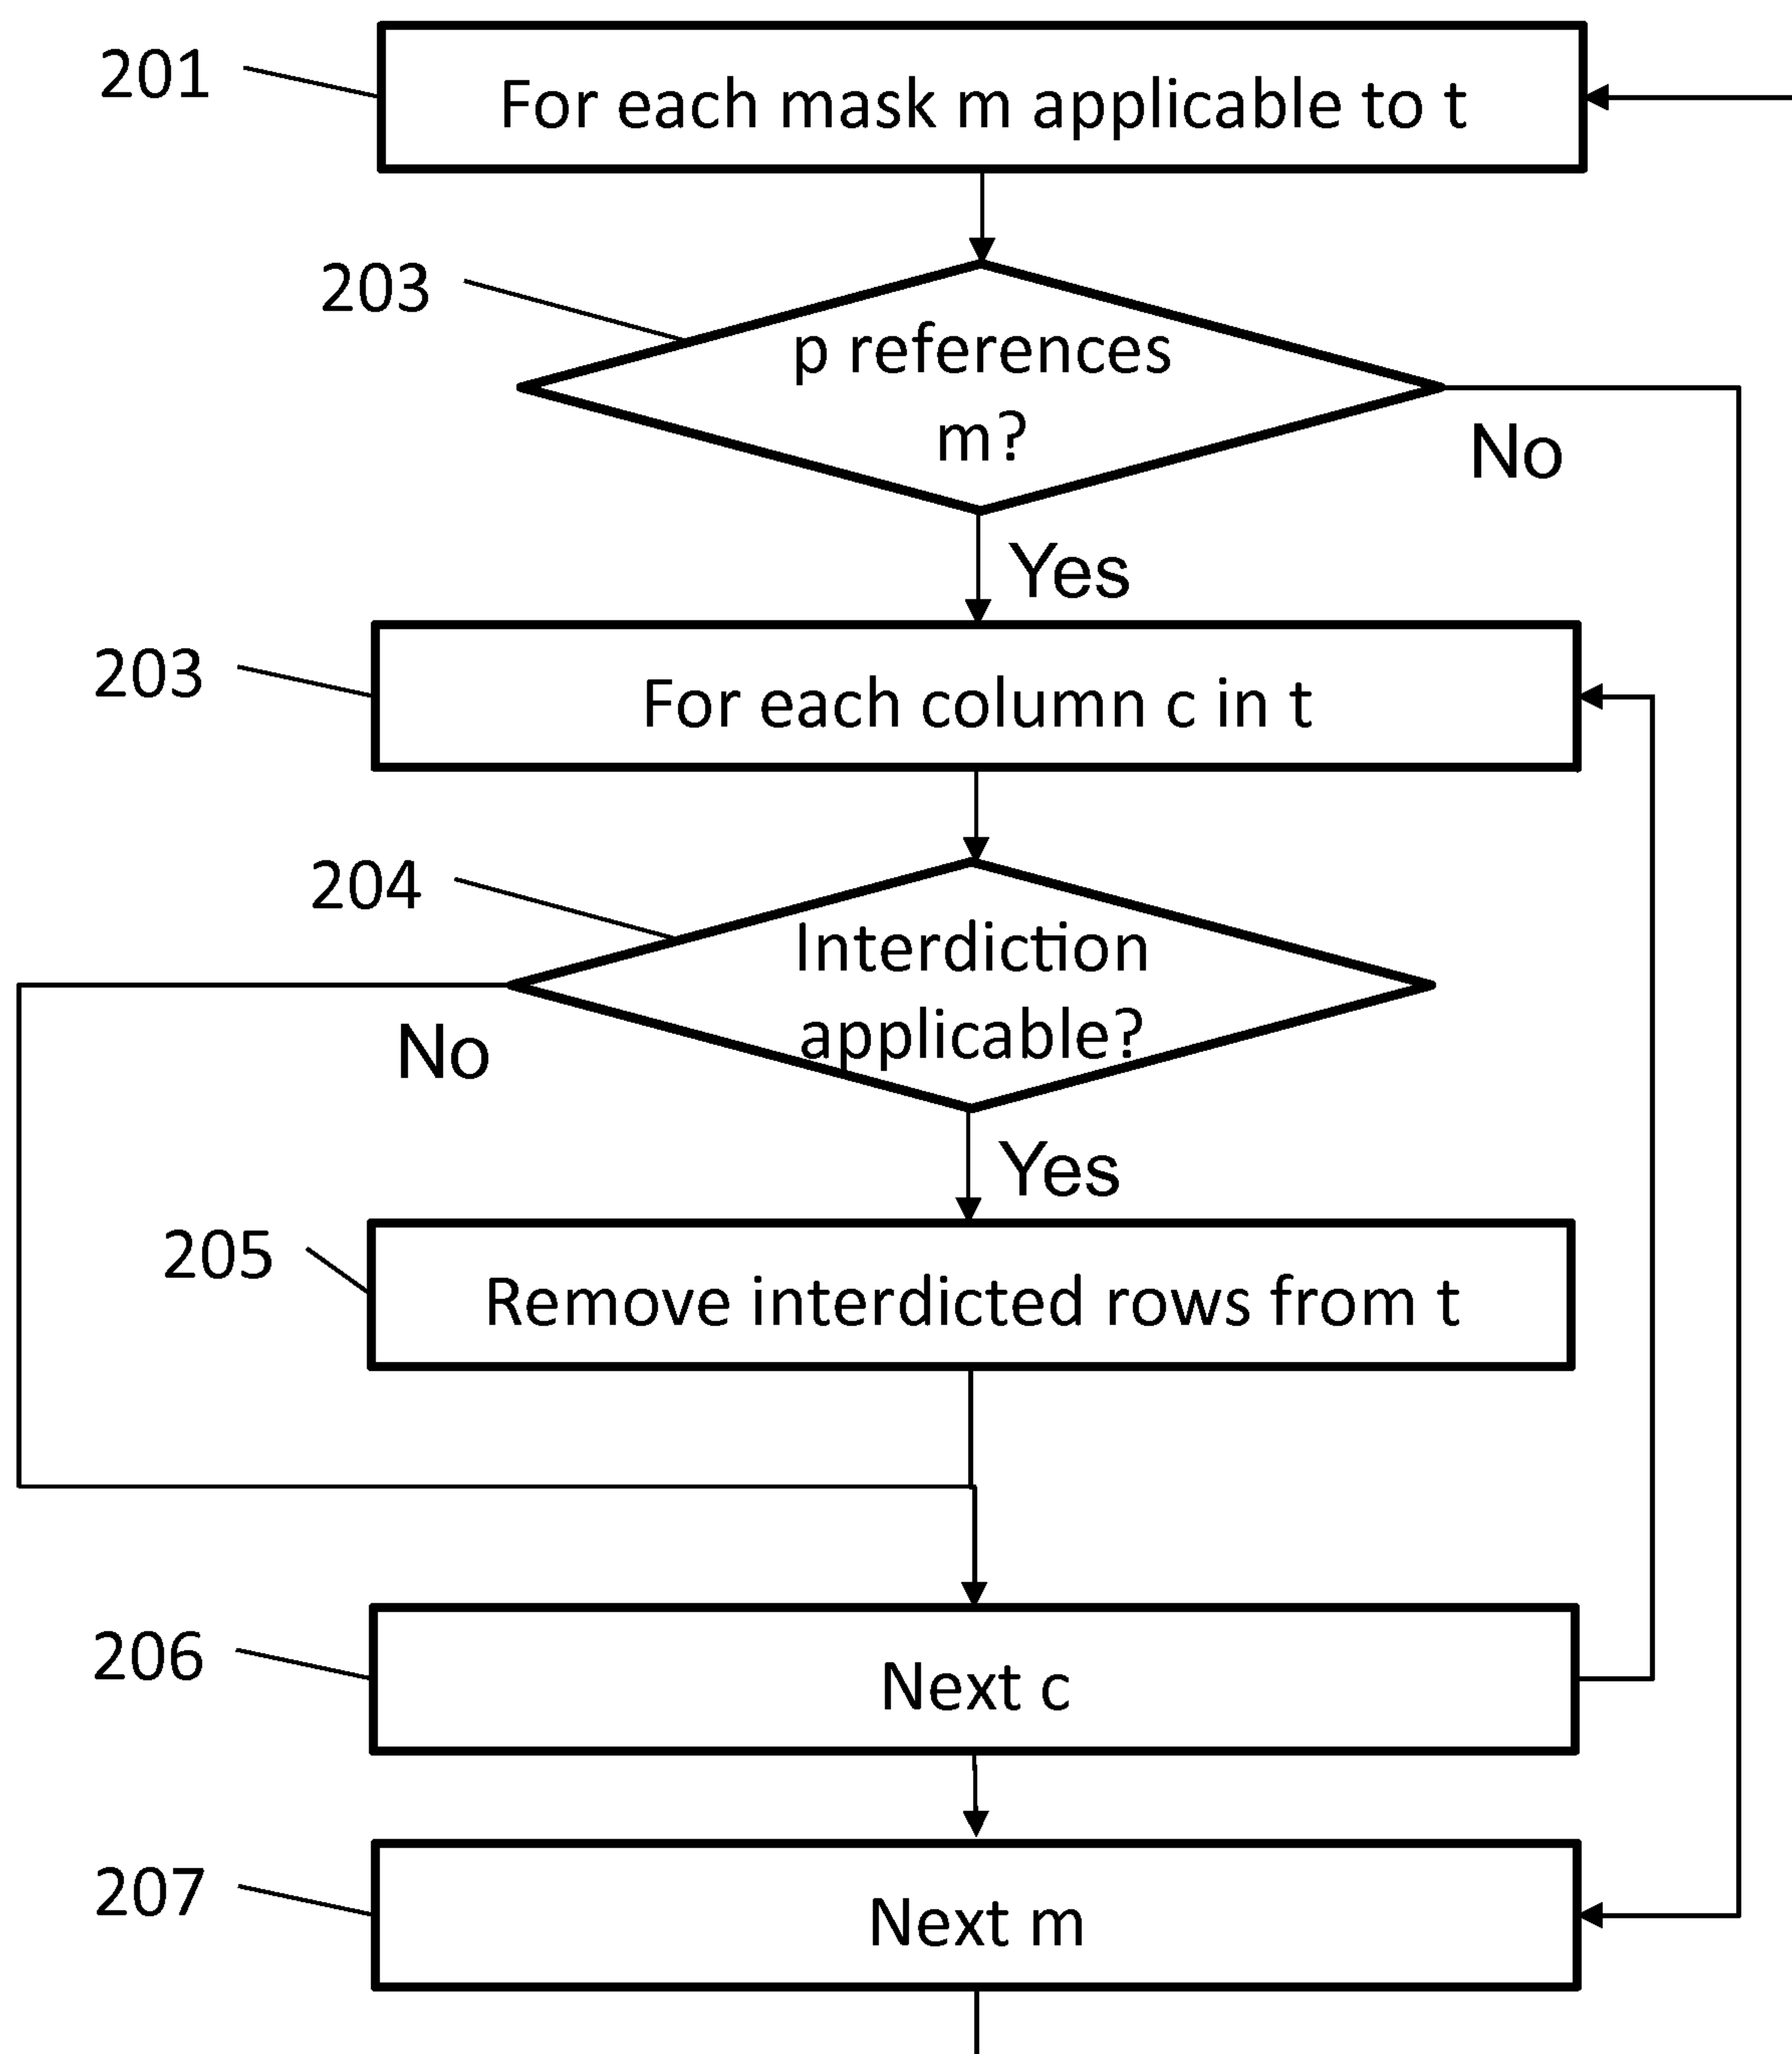 201
For each mask m applicable to t
203
p references
m?
No
Yes
203
For each column c in t
204
Interdiction
applicable?
No
Yes
205
Remove interdicted rows from t
206
Next c
207
Next m